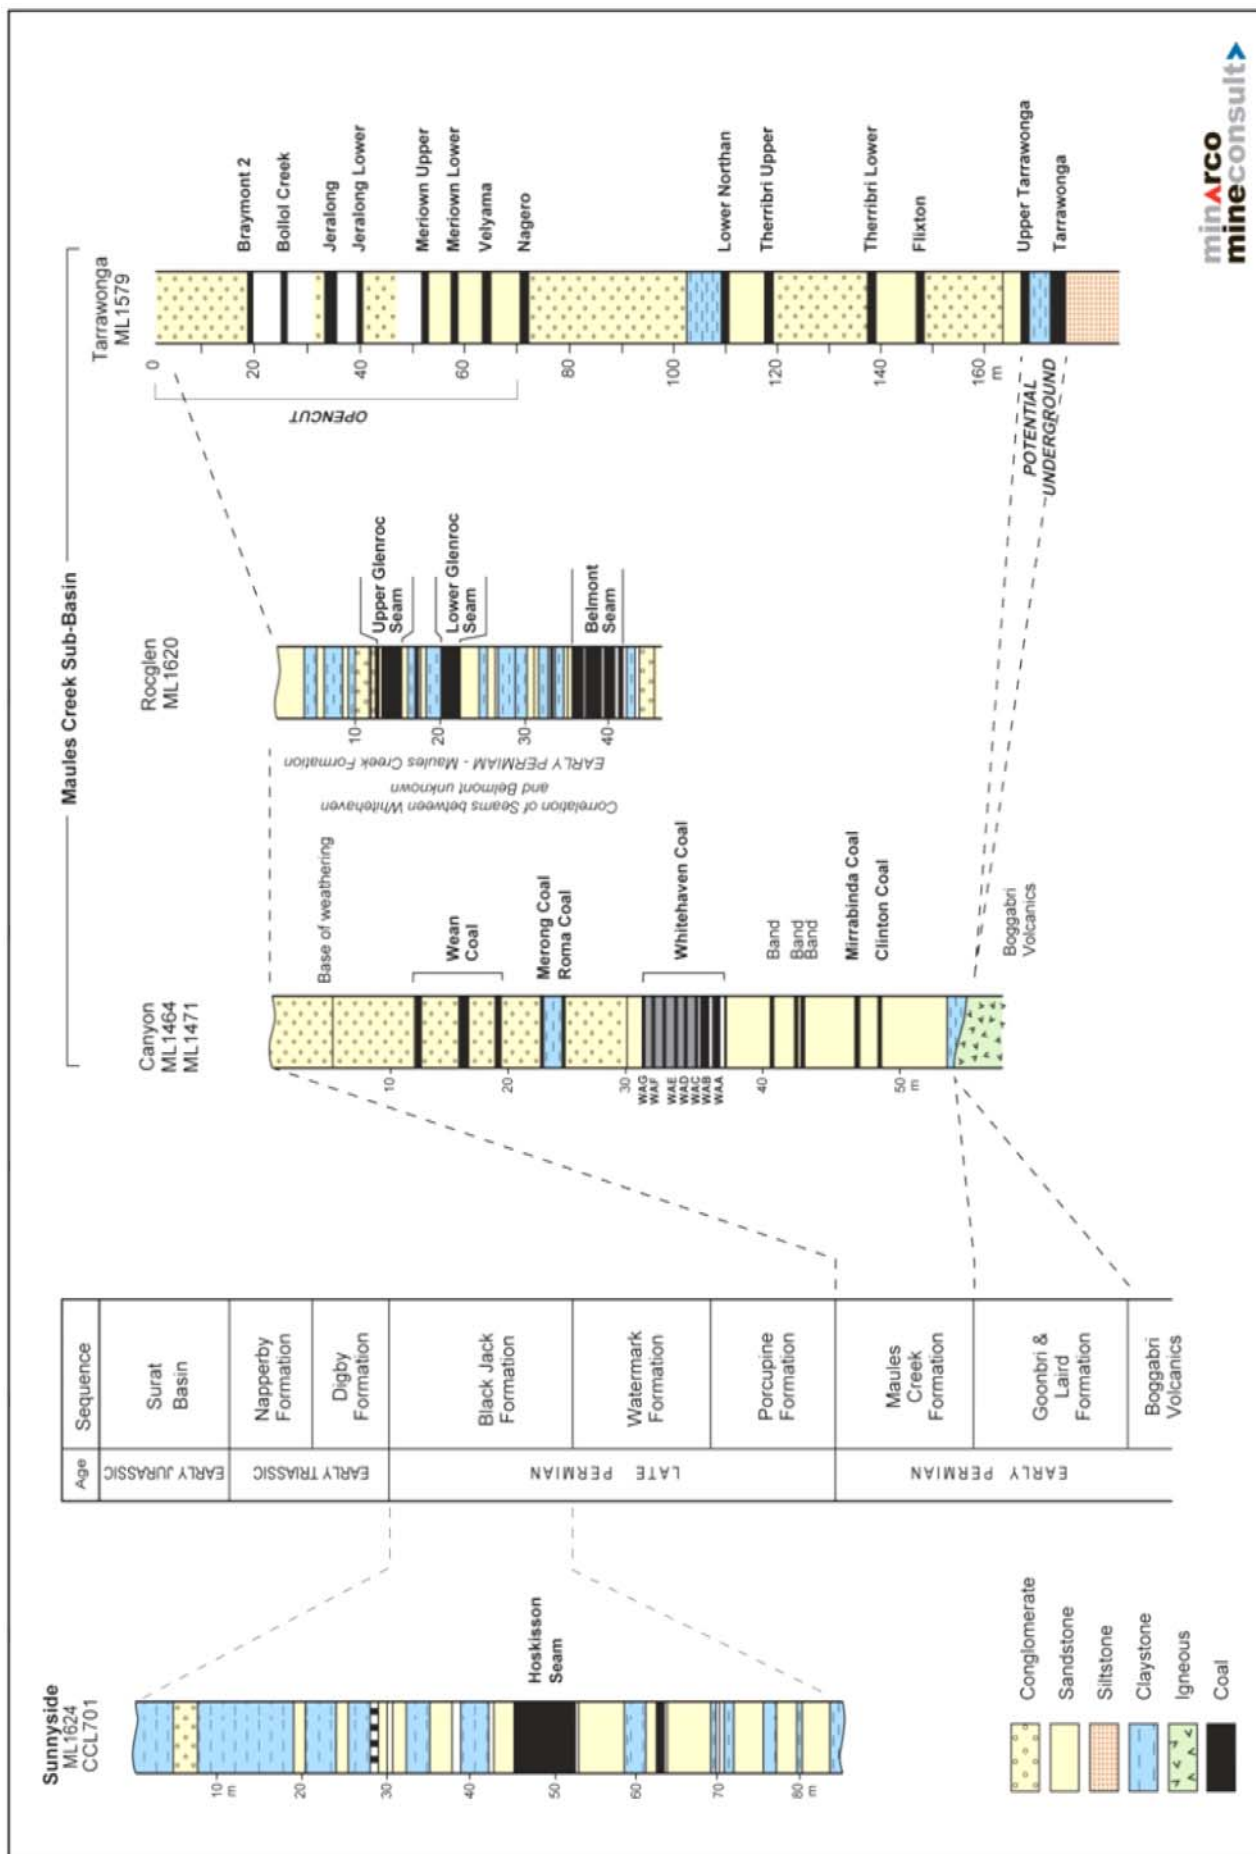 Sunnyside
ML1624
CCL701
10
m
20
30
40
50
60
70
80
Hoskisson
Seam
Conglomerate
Sandstone
Siltstone
Claystone
Igneous
Coal
Age
Sequence
EARLY JURASSIC
Surat
Basin
EARLY TRIASSIC
Napperby
Formation
Digby
Formation
LATE PERMIAN
Black Jack
Formation
Watermark
Formation
Porcupine
Formation
EARLY PERMIAN
Maules
Creek
Formation
Goonbri &
Laird
Formation
Boggabri
Volcanics
Maules Creek Sub-Basin
Canyon
ML1464
ML1471
10
20
30
40
50
m
WAG
WAF
WAE
WAD
WAC
WAB
WAA
Base of weathering
Wean
Coal
Merong Coal
Roma Coal
Whitehaven Coal
Band
Band
Band
Mirrabinda Coal
Clinton Coal
Boggabri
Volcanics
Correlation of Seams between Whitehaven
and Belmont unknown
EARLY PERMIAM - Maules Creek Formation
Rocglen
ML1620
10
20
30
40
Upper Glenroc
Seam
Lower Glenroc
Seam
Belmont
Seam
Tarrawonga
ML1579
OPENCUT
0
20
40
60
80
100
120
140
160
m
Braymont 2
Bollol Creek
Jeralong
Jeralong Lower
Meriown Upper
Meriown Lower
Velyama
Nagero
Lower Northan
Therribri Upper
Therribri Lower
Flixton
Upper Tarrawonga
Tarrawonga
POTENTIAL
UNDERGROUND
minarco
mineconsult